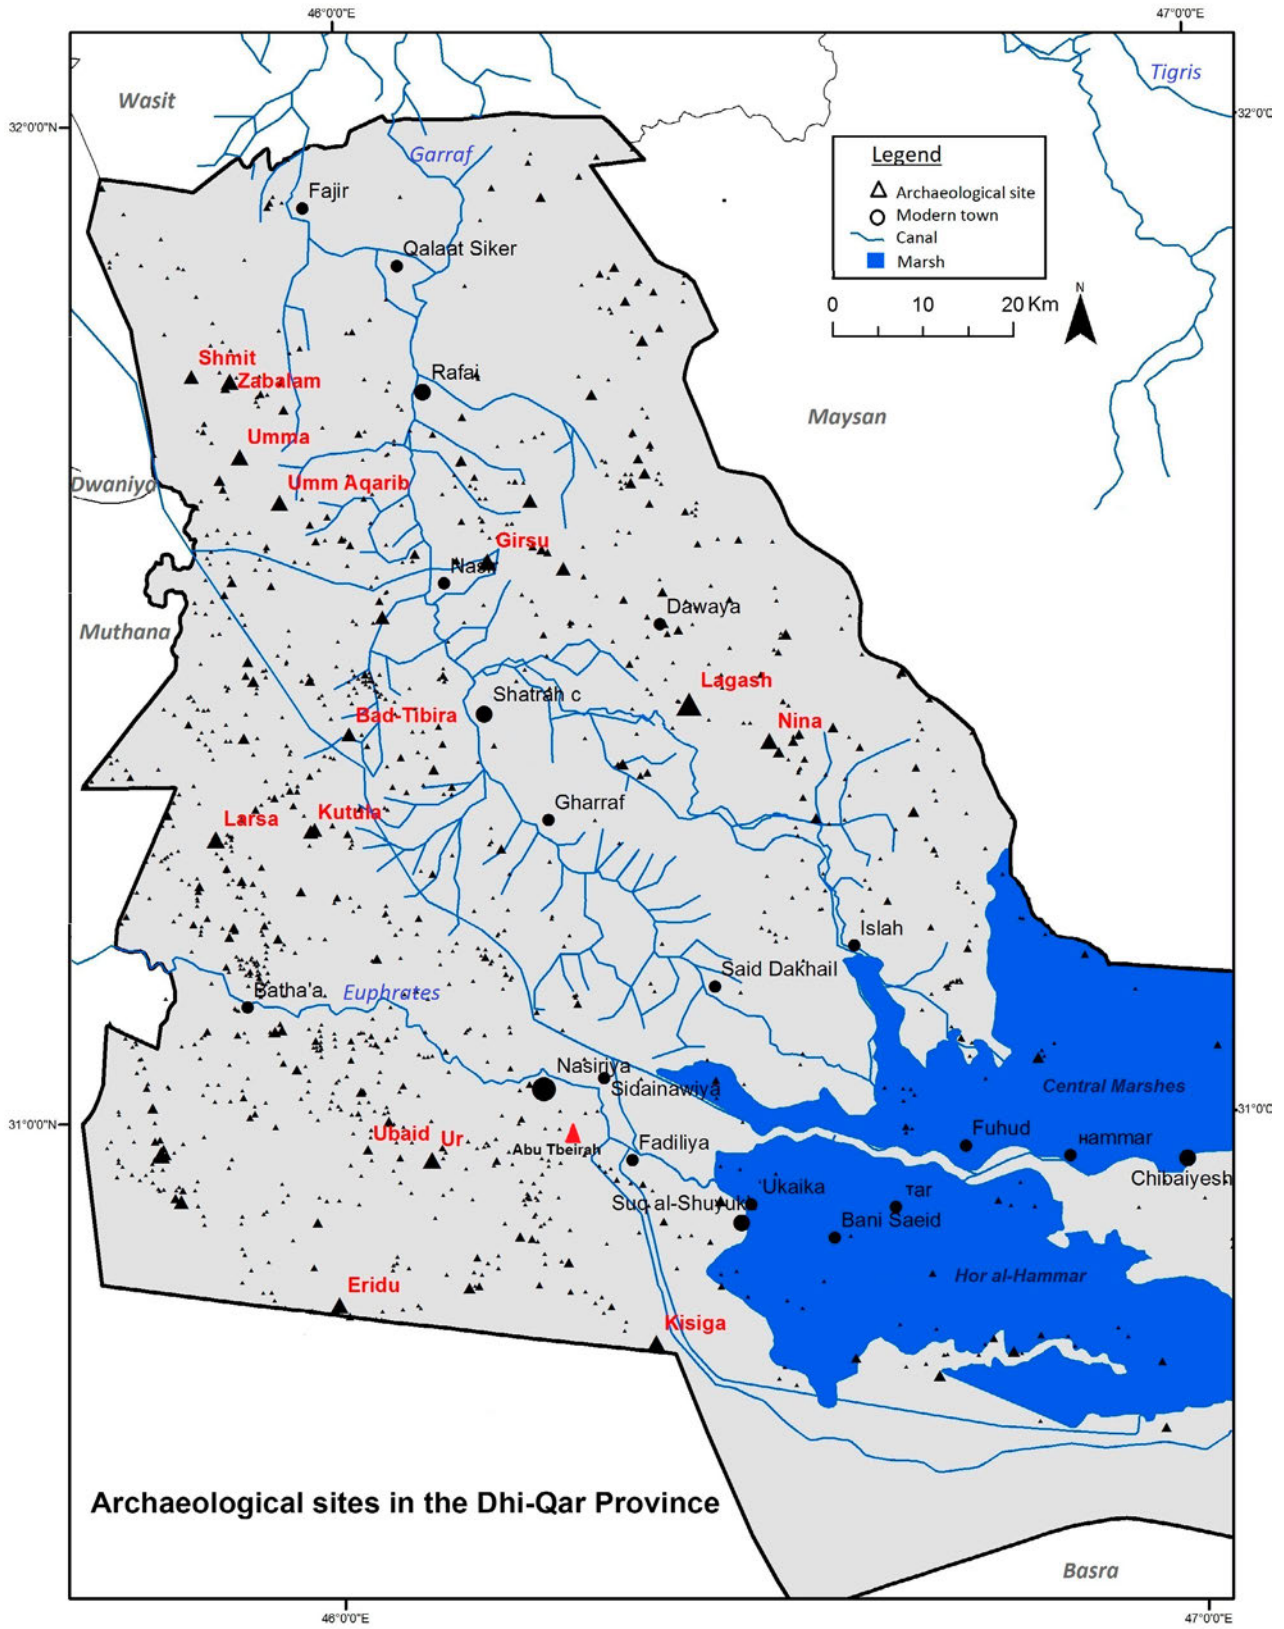 46°0'0"E
47°0'0"E
Tigris
Wasit
32°0'0"N
32°0'0
Garraf
Legend
Archaeological site
Modern town
Canal
Marsh
Fajir
Qalaat Siker
N
0 10 20 Km
Shmit
Zabalam
Rafai
Maysan
Umma
Dwaniya
Umm Aqarib
Girsu
Nasir
Dawaya
Muthana
Lagash
Shatrah c
Bad-Tibira
Nina
Gharraf
Larsa
Kutula
Islah
Said Dakhail
Batha'a
Euphrates
Nasiriya
Sidainawiya
Central Marshes
31°0'0"N
31°0'0
Ubaid
Ur
Abu Tbeirah
Fadiliya
Fuhud
Hammar
Chibaiyesh
'Ukaika
Tar
Suq al-Shuyukh
Bani Saeid
Hor al-Hammar
Eridu
Kisiga
Archaeological sites in the Dhi-Qar Province
Basra
46°0'0"E
47°0'0"E